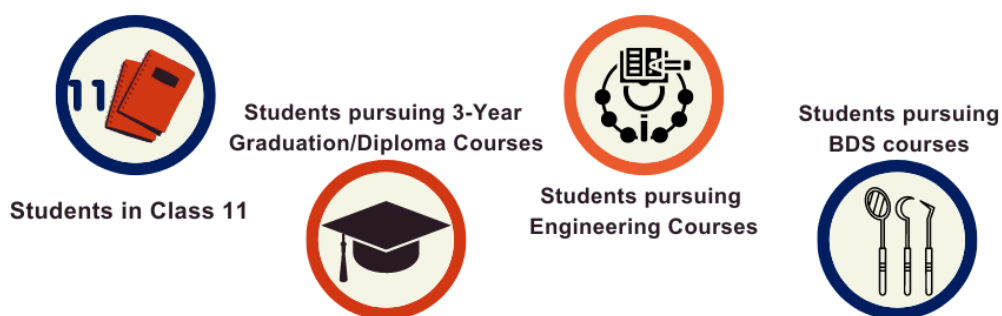 11
Students in Class 11
Students pursuing 3-Year
Graduation/Diploma Courses
Students pursuing
Engineering Courses
Students pursuing
BDS courses